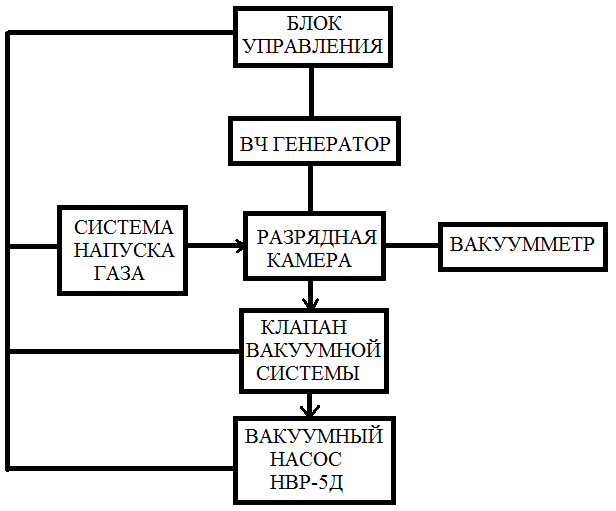 БЛОК
УПРАВЛЕНИЯ
ВЧ ГЕНЕРАТОР
СИСТЕМА
НАПУСКА
ГАЗА
РАЗРЯДНАЯ
КАМЕРА
ВАКУУММЕТР
КЛАПАН
ВАКУУМНОЙ
СИСТЕМЫ
ВАКУУМНЫЙ
НАСОС
НВР-5Д